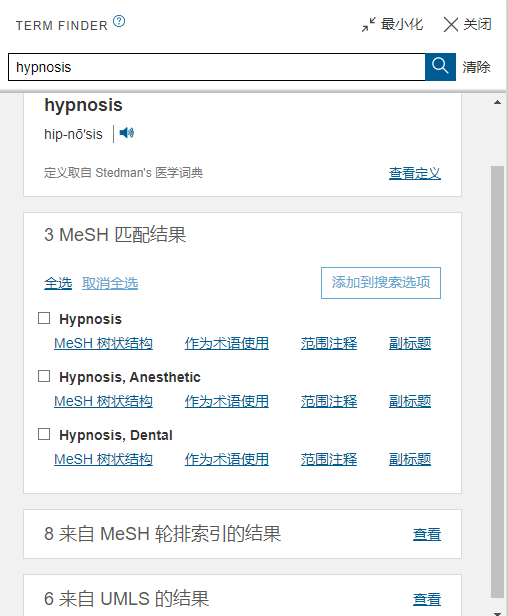 TERM FINDER ? 最小化 关闭
hypnosis 清除
hypnosis
hip-nō′sis
定义取自 Stedman's 医学词典 查看定义
3 MeSH 匹配结果
全选 取消全选 添加到搜索选项
Hypnosis
MeSH 树状结构 作为术语使用 范围注释 副标题
Hypnosis, Anesthetic
MeSH 树状结构 作为术语使用 范围注释 副标题
Hypnosis, Dental
MeSH 树状结构 作为术语使用 范围注释 副标题
8 来自 MeSH 轮排索引的结果 查看
6 来自 UMLS 的结果 查看